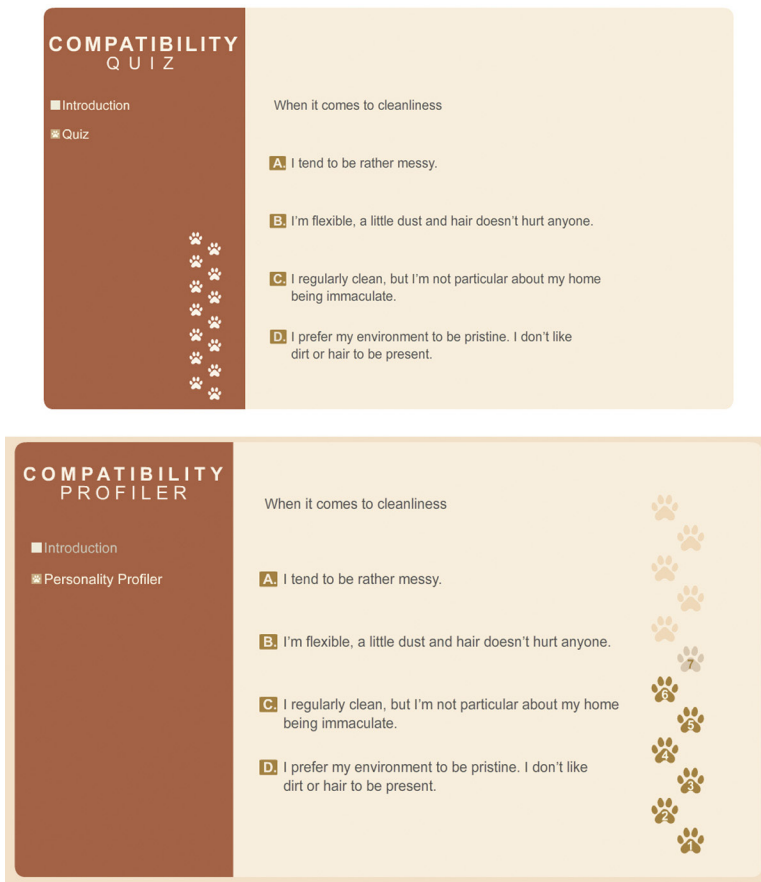 COMPATIBILITY
QUIZ
Introduction
Quiz
When it comes to cleanliness
A. I tend to be rather messy.
B. I'm flexible, a little dust and hair doesn't hurt anyone.
C. I regularly clean, but I'm not particular about my home
being immaculate.
D. I prefer my environment to be pristine. I don't like
dirt or hair to be present.
COMPATIBILITY
PROFILER
Introduction
Personality Profiler
When it comes to cleanliness
A. I tend to be rather messy.
B. I'm flexible, a little dust and hair doesn't hurt anyone.
C. I regularly clean, but I'm not particular about my home
being immaculate.
D. I prefer my environment to be pristine. I don't like
dirt or hair to be present.
7
6
5
4
3
2
1